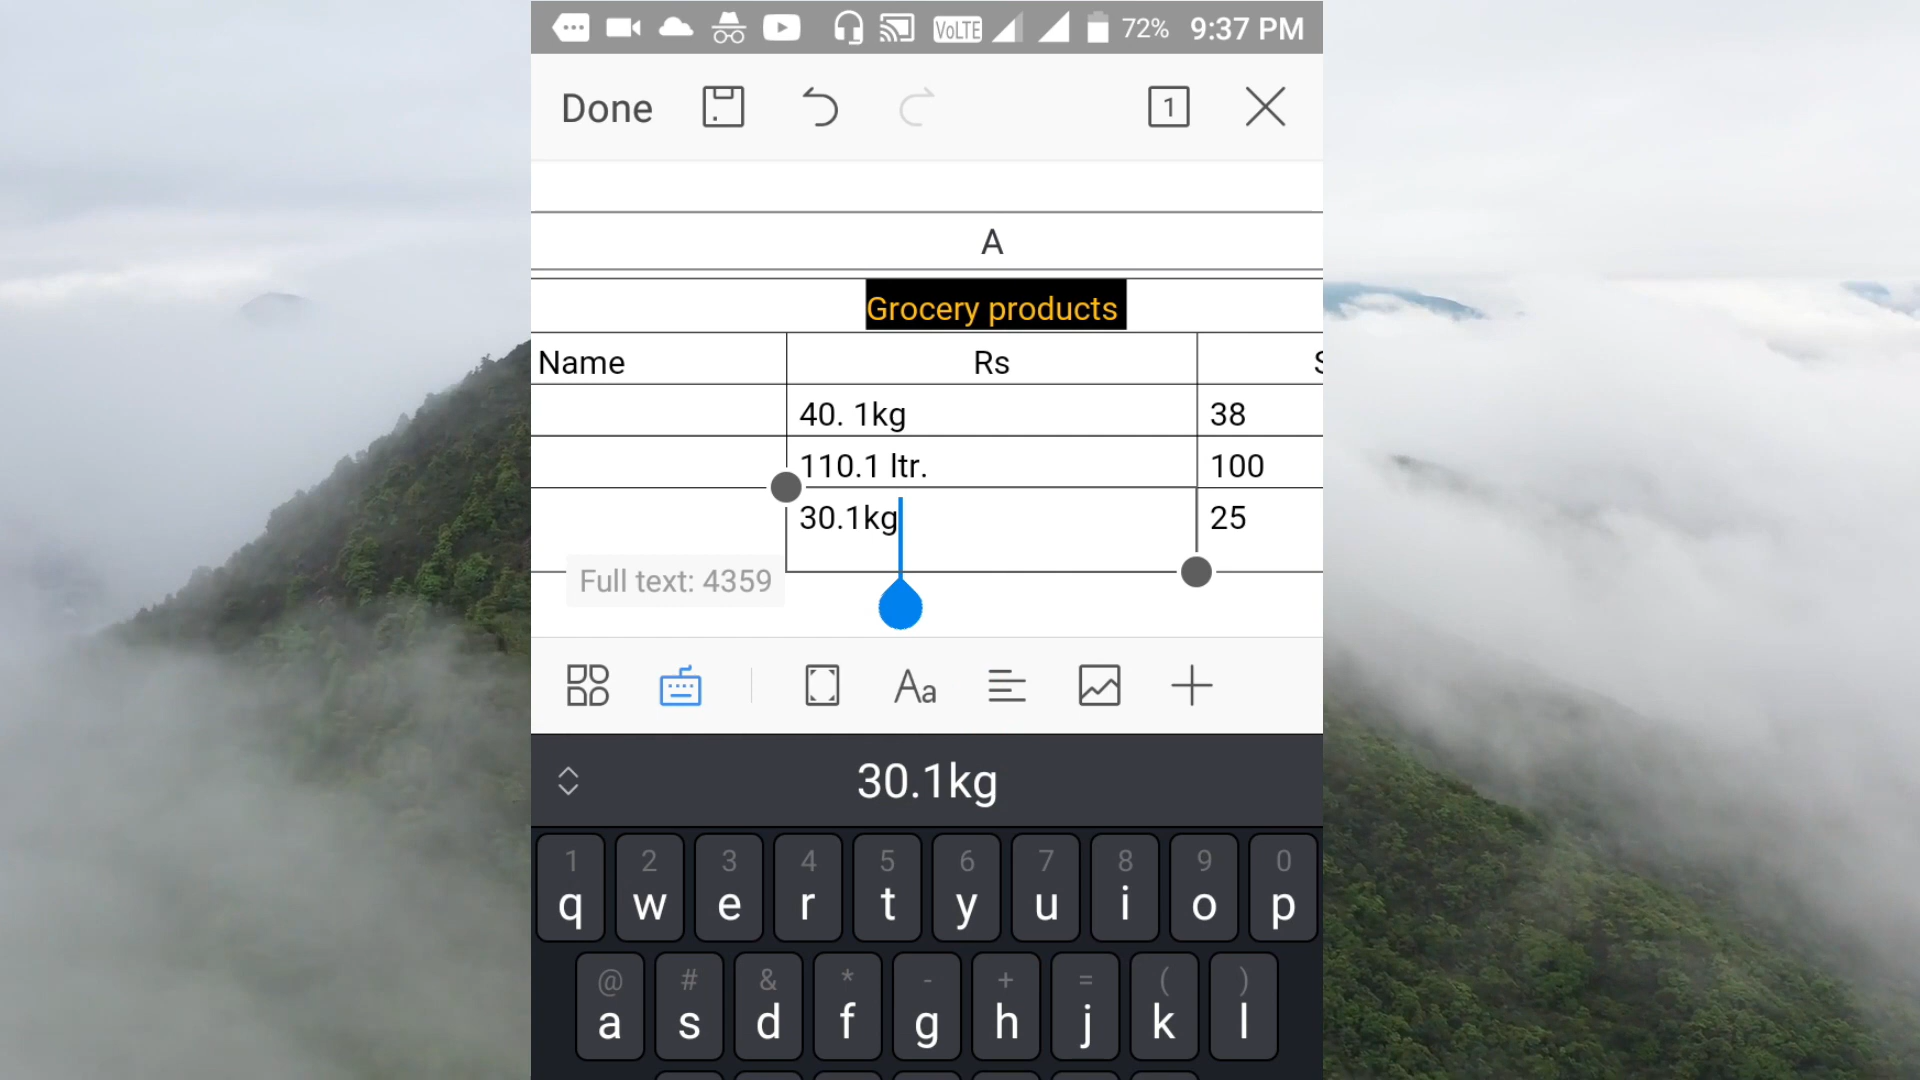 VoLTE 72% 9:37 PM
Done 1
A
Grocery products
Name Rs S
40. 1kg 38
110.1 ltr. 100
30.1kg 25
Full text: 4359
Aa
30.1kg
1 2 3 4 5 6 7 8 9 0
q w e r t y u i o p
@ # & * - + = ( )
a s d f g h j k l